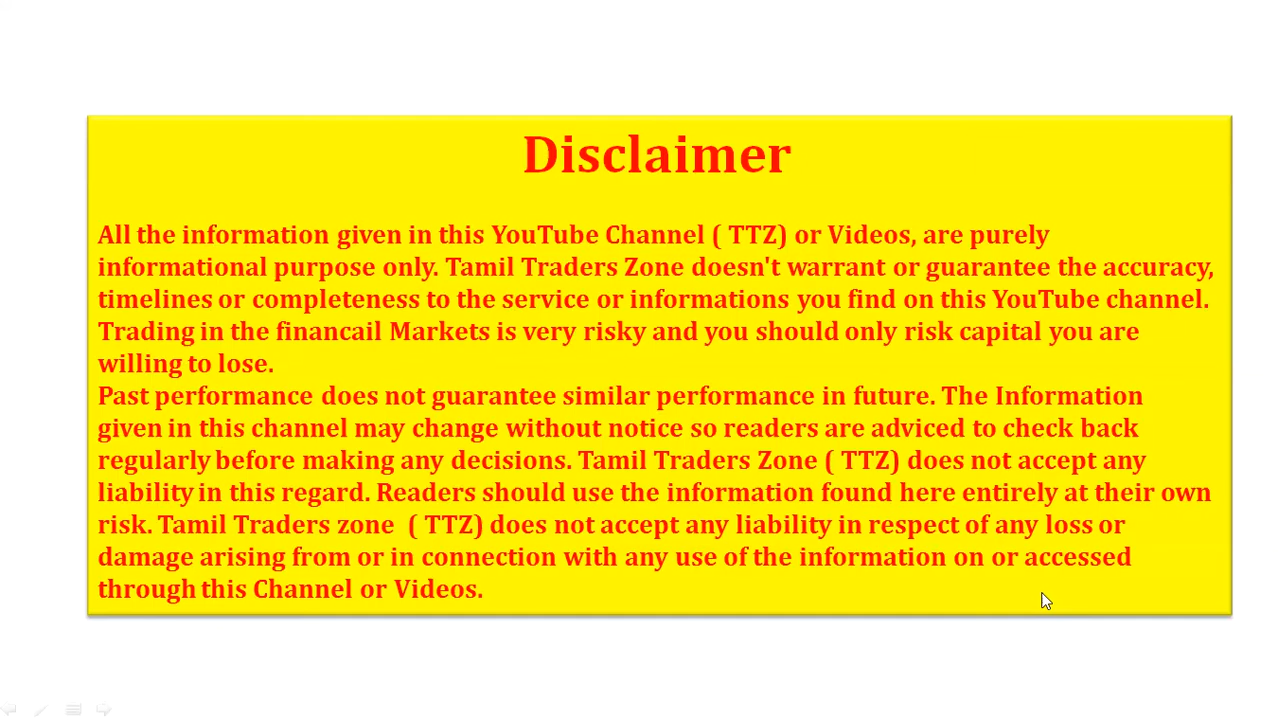 Disclaimer
All the information given in this YouTube Channel ( TTZ) or Videos, are purely
informational purpose only. Tamil Traders Zone doesn't warrant or guarantee the accuracy,
timelines or completeness to the service or informations you find on this YouTube channel.
Trading in the financail Markets is very risky and you should only risk capital you are
willing to lose.
Past performance does not guarantee similar performance in future. The Information
given in this channel may change without notice so readers are adviced to check back
regularly before making any decisions. Tamil Traders Zone ( TTZ) does not accept any
liability in this regard. Readers should use the information found here entirely at their own
risk. Tamil Traders zone  ( TTZ) does not accept any liability in respect of any loss or
damage arising from or in connection with any use of the information on or accessed
through this Channel or Videos.